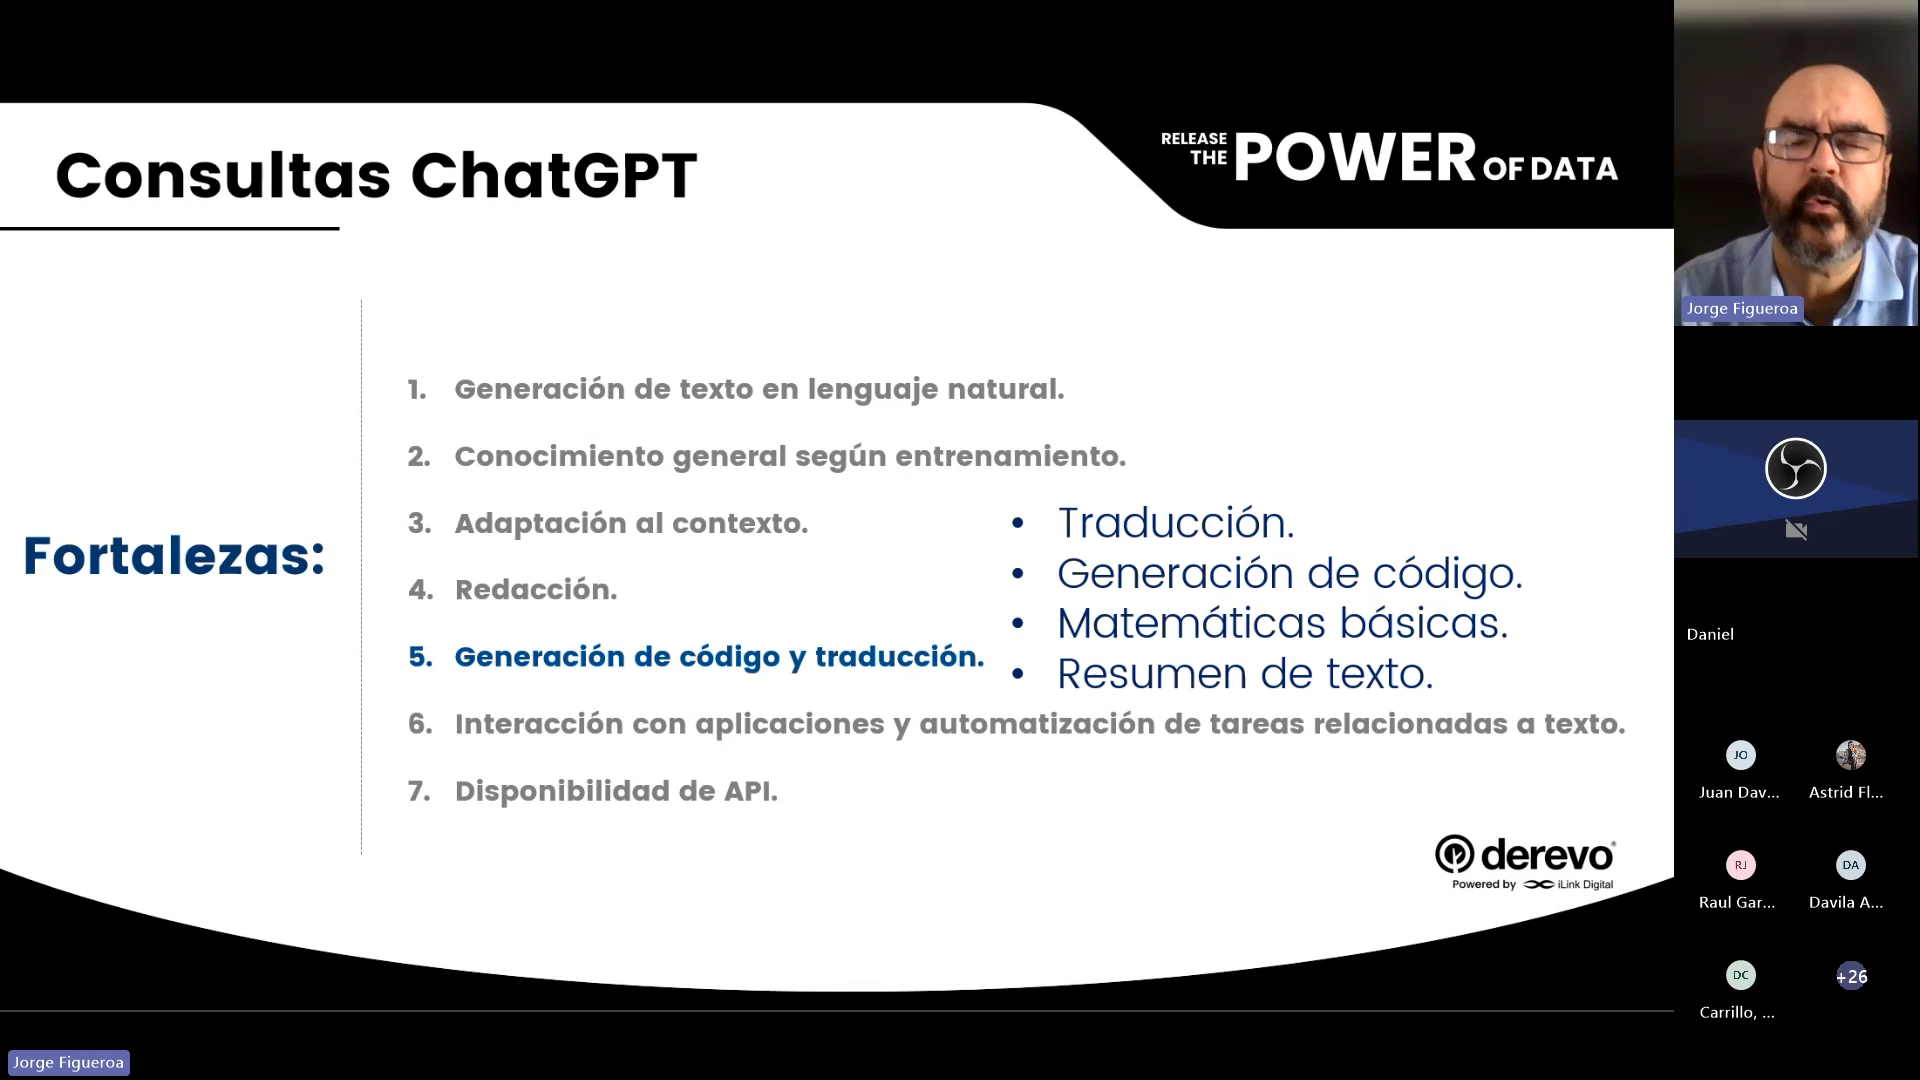 Consultas ChatGPT
RELEASE
THE POWER OF DATA
Fortalezas:
1. Generación de texto en lenguaje natural.
2. Conocimiento general según entrenamiento.
3. Adaptación al contexto.
4. Redacción.
5. Generación de código y traducción.
• Traducción.
• Generación de código.
• Matemáticas básicas.
• Resumen de texto.
6. Interacción con aplicaciones y automatización de tareas relacionadas a texto.
7. Disponibilidad de API.
derevo
Powered by iLink Digital
Jorge Figueroa
Jorge Figueroa
Daniel
JO
Juan Dav...
Astrid Fl...
RJ
Raul Gar...
DA
Davila A...
DC
Carrillo, ...
+26